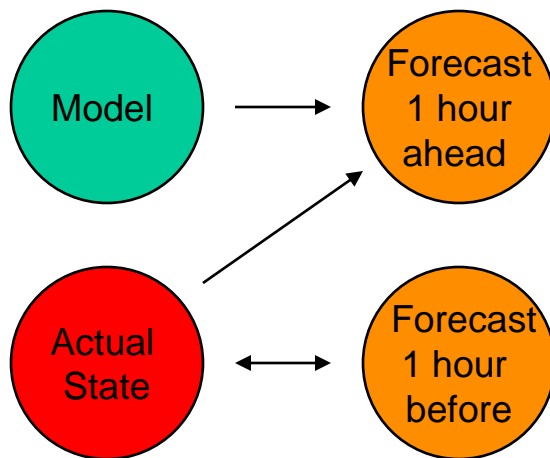 Model
Forecast
1 hour
ahead
Actual
State
Forecast
1 hour
before